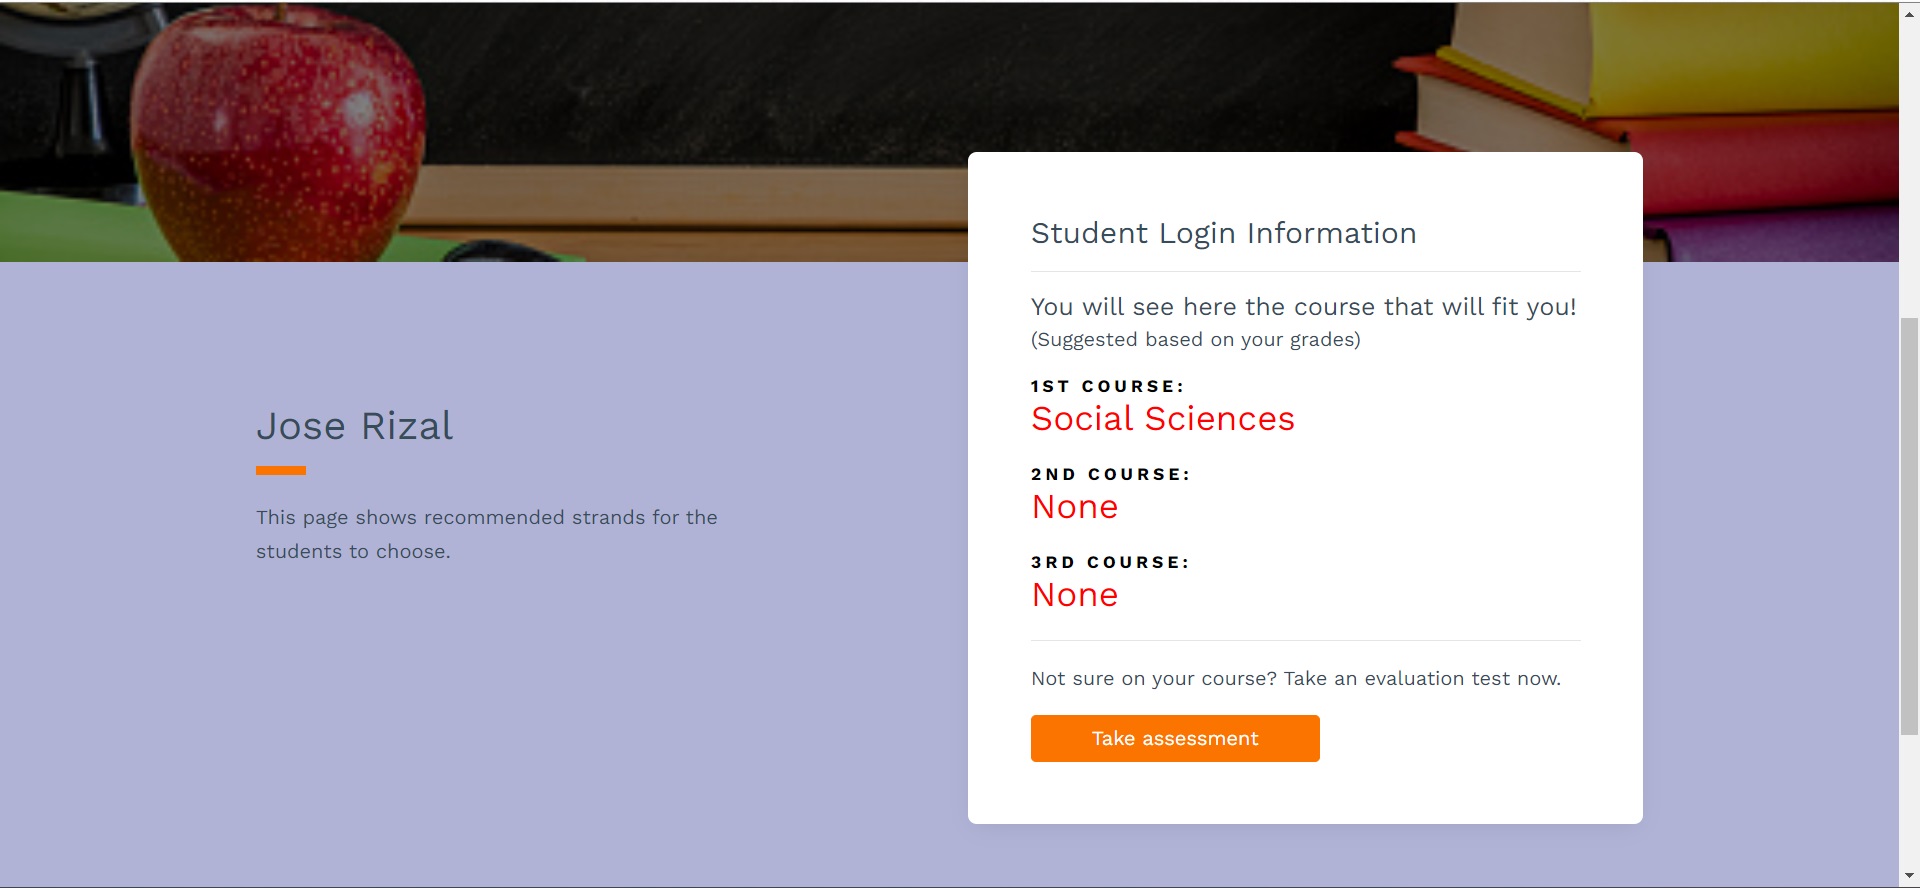 Jose Rizal
This page shows recommended strands for the
students to choose.
Student Login Information
You will see here the course that will fit you!
(Suggested based on your grades)
1ST COURSE:
Social Sciences
2ND COURSE:
None
3RD COURSE:
None
Not sure on your course? Take an evaluation test now.
Take assessment